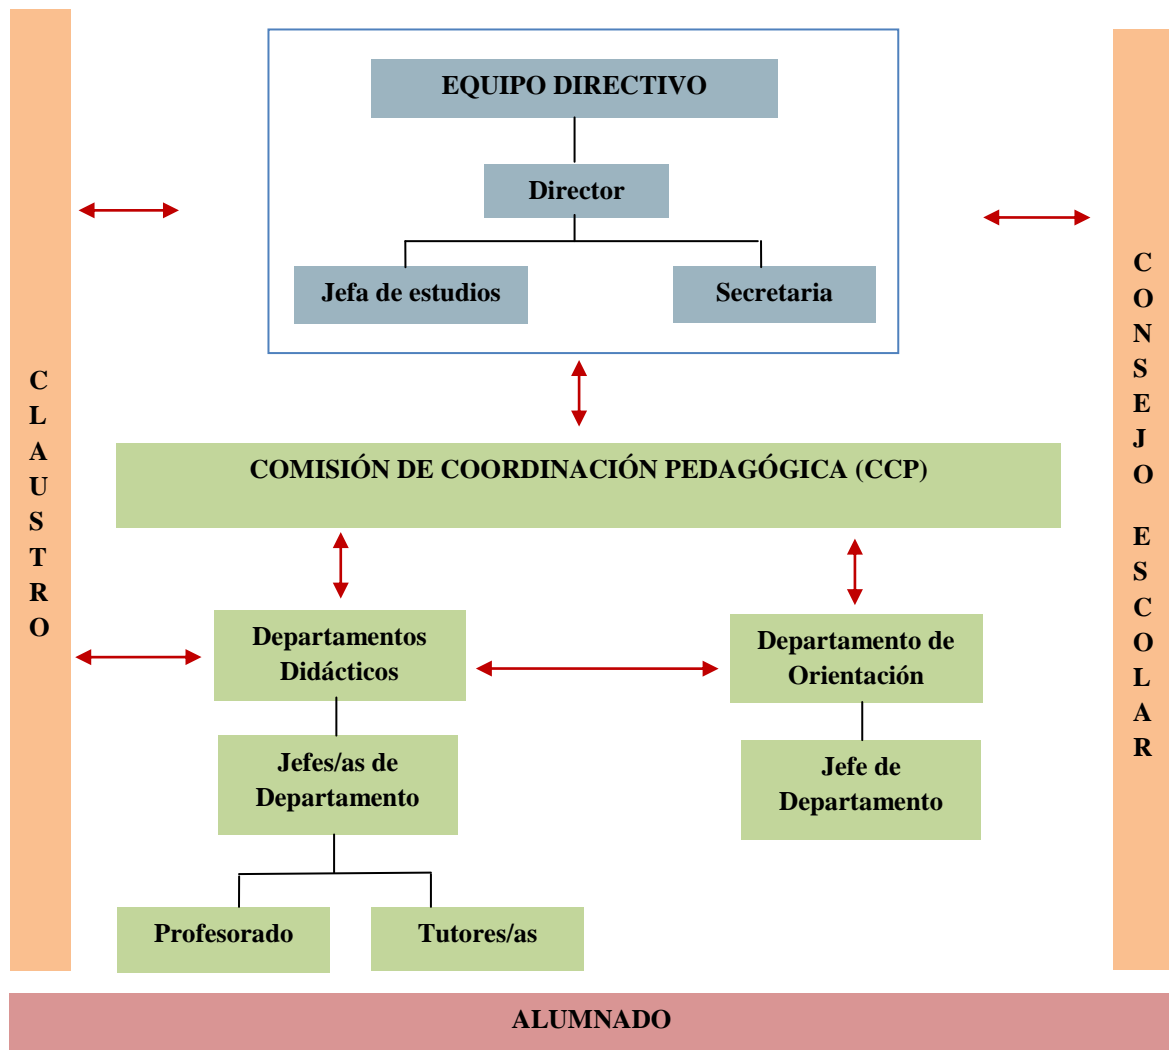 EQUIPO DIRECTIVO
Director
Jefa de estudios
Secretaria
CLAUSTRO
CONSEJO ESCOLAR
COMISIÓN DE COORDINACIÓN PEDAGÓGICA (CCP)
Departamentos
Didácticos
Departamento de
Orientación
Jefes/as de
Departamento
Jefe de
Departamento
Profesorado
Tutores/as
ALUMNADO